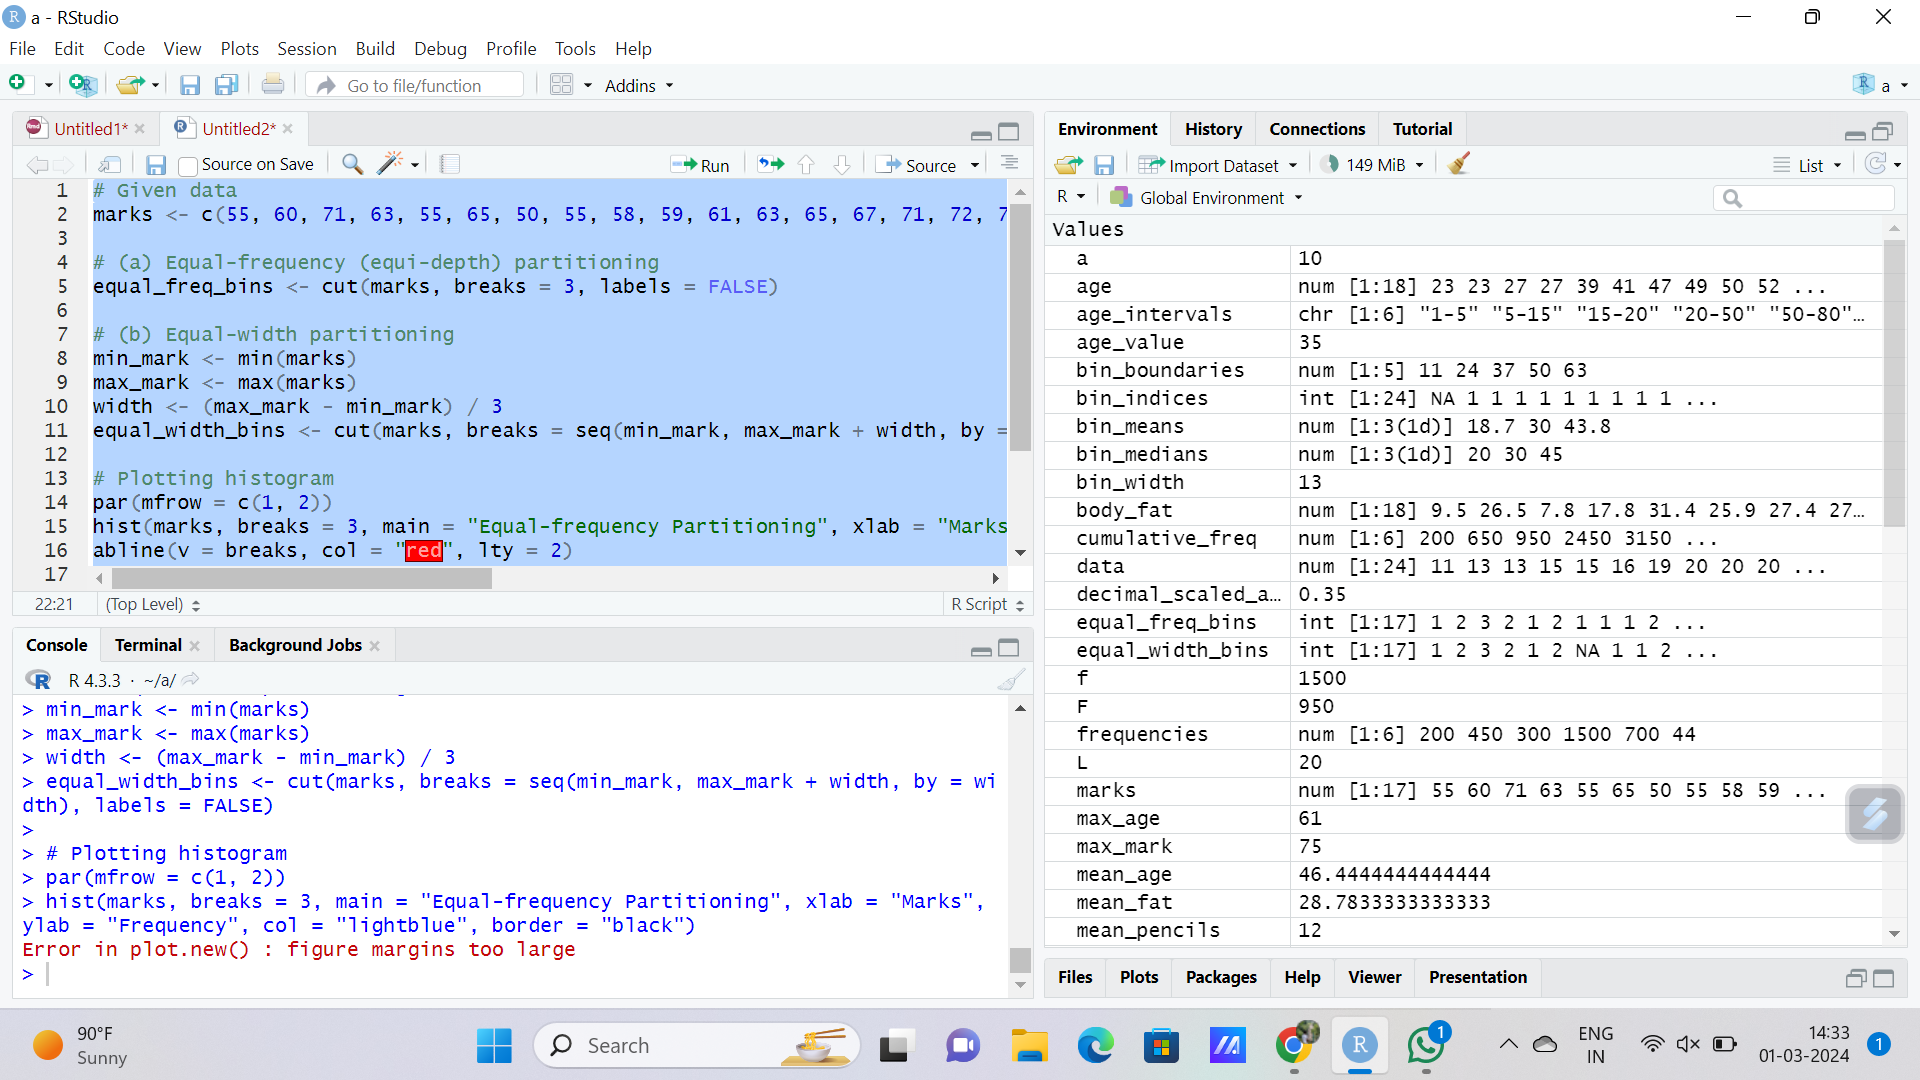 a - RStudio
File Edit Code View Plots Session Build Debug Profile Tools Help
Go to file/function Addins a
Untitled1* Untitled2*
Source on Save Run Source
1 # Given data
2 marks <- c(55, 60, 71, 63, 55, 65, 50, 55, 58, 59, 61, 63, 65, 67, 71, 72, 7
3
4 # (a) Equal-frequency (equi-depth) partitioning
5 equal_freq_bins <- cut(marks, breaks = 3, labels = FALSE)
6
7 # (b) Equal-width partitioning
8 min_mark <- min(marks)
9 max_mark <- max(marks)
10 width <- (max_mark - min_mark) / 3
11 equal_width_bins <- cut(marks, breaks = seq(min_mark, max_mark + width, by =
12
13 # Plotting histogram
14 par(mfrow = c(1, 2))
15 hist(marks, breaks = 3, main = "Equal-frequency Partitioning", xlab = "Marks
16 abline(v = breaks, col = "red", lty = 2)
17
22:21 (Top Level) R Script
Console Terminal Background Jobs
R 4.3.3 · ~/a/
> min_mark <- min(marks)
> max_mark <- max(marks)
> width <- (max_mark - min_mark) / 3
> equal_width_bins <- cut(marks, breaks = seq(min_mark, max_mark + width, by = wi
dth), labels = FALSE)
>
> # Plotting histogram
> par(mfrow = c(1, 2))
> hist(marks, breaks = 3, main = "Equal-frequency Partitioning", xlab = "Marks",
ylab = "Frequency", col = "lightblue", border = "black")
Error in plot.new() : figure margins too large
>
Environment History Connections Tutorial
Import Dataset 149 MiB List
R Global Environment
Values
a 10
age num [1:18] 23 23 27 27 39 41 47 49 50 52 ...
age_intervals chr [1:6] "1-5" "5-15" "15-20" "20-50" "50-80"…
age_value 35
bin_boundaries num [1:5] 11 24 37 50 63
bin_indices int [1:24] NA 1 1 1 1 1 1 1 1 1 ...
bin_means num [1:3(1d)] 18.7 30 43.8
bin_medians num [1:3(1d)] 20 30 45
bin_width 13
body_fat num [1:18] 9.5 26.5 7.8 17.8 31.4 25.9 27.4 27…
cumulative_freq num [1:6] 200 650 950 2450 3150 ...
data num [1:24] 11 13 13 15 15 16 19 20 20 20 ...
decimal_scaled_a… 0.35
equal_freq_bins int [1:17] 1 2 3 2 1 2 1 1 1 2 ...
equal_width_bins int [1:17] 1 2 3 2 1 2 NA 1 1 2 ...
f 1500
F 950
frequencies num [1:6] 200 450 300 1500 700 44
L 20
marks num [1:17] 55 60 71 63 55 65 50 55 58 59 ...
max_age 61
max_mark 75
mean_age 46.4444444444444
mean_fat 28.7833333333333
mean_pencils 12
Files Plots Packages Help Viewer Presentation
90°F
Sunny
Search
1
ENG
IN
14:33
01-03-2024
1